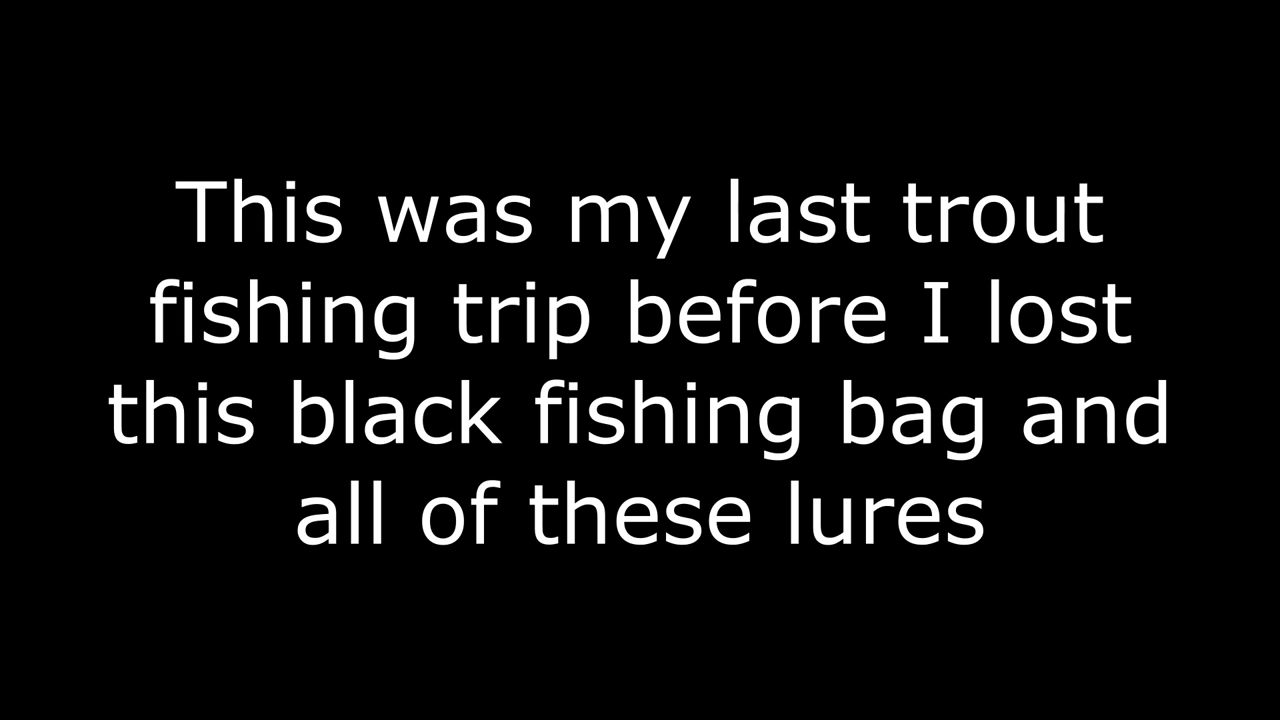 This was my last trout
fishing trip before I lost
this black fishing bag and
all of these lures